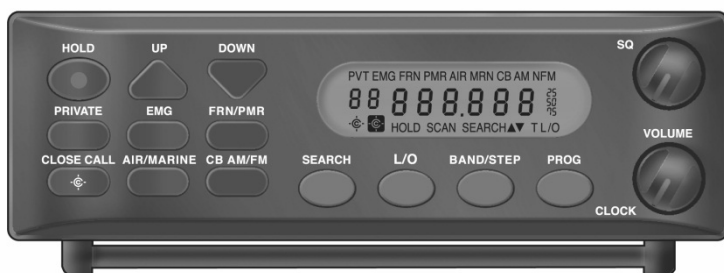 HOLD UP DOWN SQ
PVT EMG FRN PMR AIR MRN CB AM NFM
88 888.888 25 50 75
HOLD SCAN SEARCH▲▼ T L/O
PRIVATE EMG FRN/PMR
VOLUME
CLOSE CALL AIR/MARINE CB AM/FM
SEARCH L/O BAND/STEP PROG
CLOCK